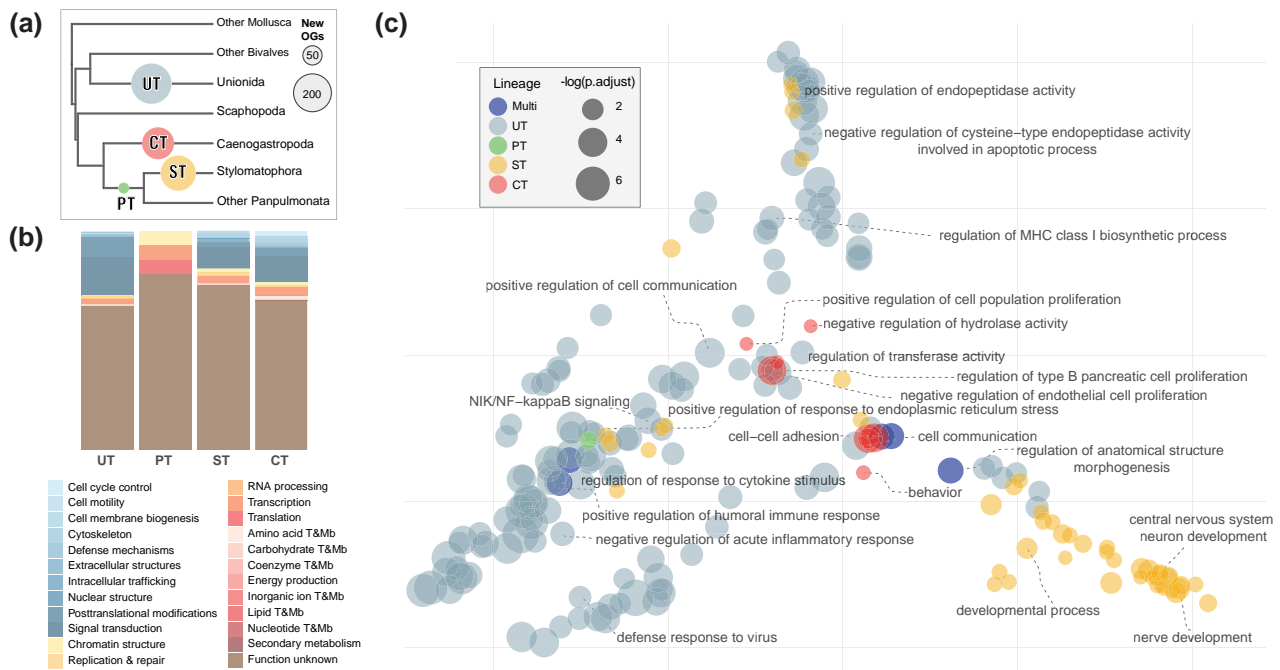 (a)
Other Mollusca
New
OGs
Other Bivalves
50
UT
Unionida
200
Scaphopoda
CT
Caenogastropoda
ST
Stylomatophora
PT
Other Panpulmonata
(b)
UT
PT
ST
CT
Cell cycle control
Cell motility
Cell membrane biogenesis
Cytoskeleton
Defense mechanisms
Extracellular structures
Intracellular trafficking
Nuclear structure
Posttranslational modifications
Signal transduction
Chromatin structure
Replication & repair
RNA processing
Transcription
Translation
Amino acid T&Mb
Carbohydrate T&Mb
Coenzyme T&Mb
Energy production
Inorganic ion T&Mb
Lipid T&Mb
Nucleotide T&Mb
Secondary metabolism
Function unknown
(c)
Lineage
Multi
UT
PT
ST
CT
-log(p.adjust)
2
4
6
positive regulation of endopeptidase activity
negative regulation of cysteine−type endopeptidase activity
involved in apoptotic process
regulation of MHC class I biosynthetic process
positive regulation of cell communication
positive regulation of cell population proliferation
negative regulation of hydrolase activity
regulation of transferase activity
regulation of type B pancreatic cell proliferation
negative regulation of endothelial cell proliferation
NIK/NF−kappaB signaling
positive regulation of response to endoplasmic reticulum stress
cell−cell adhesion
cell communication
regulation of anatomical structure
morphogenesis
regulation of response to cytokine stimulus
behavior
positive regulation of humoral immune response
negative regulation of acute inflammatory response
central nervous system
neuron development
developmental process
defense response to virus
nerve development